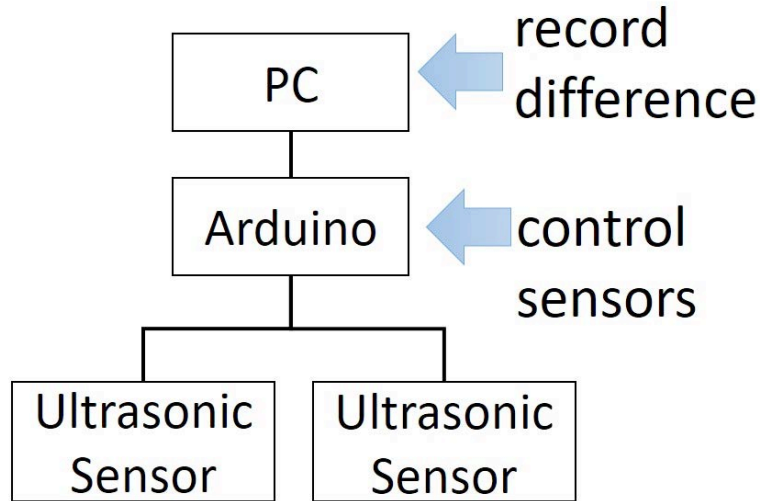 PC
record
difference
Arduino
control
sensors
Ultrasonic
Sensor
Ultrasonic
Sensor